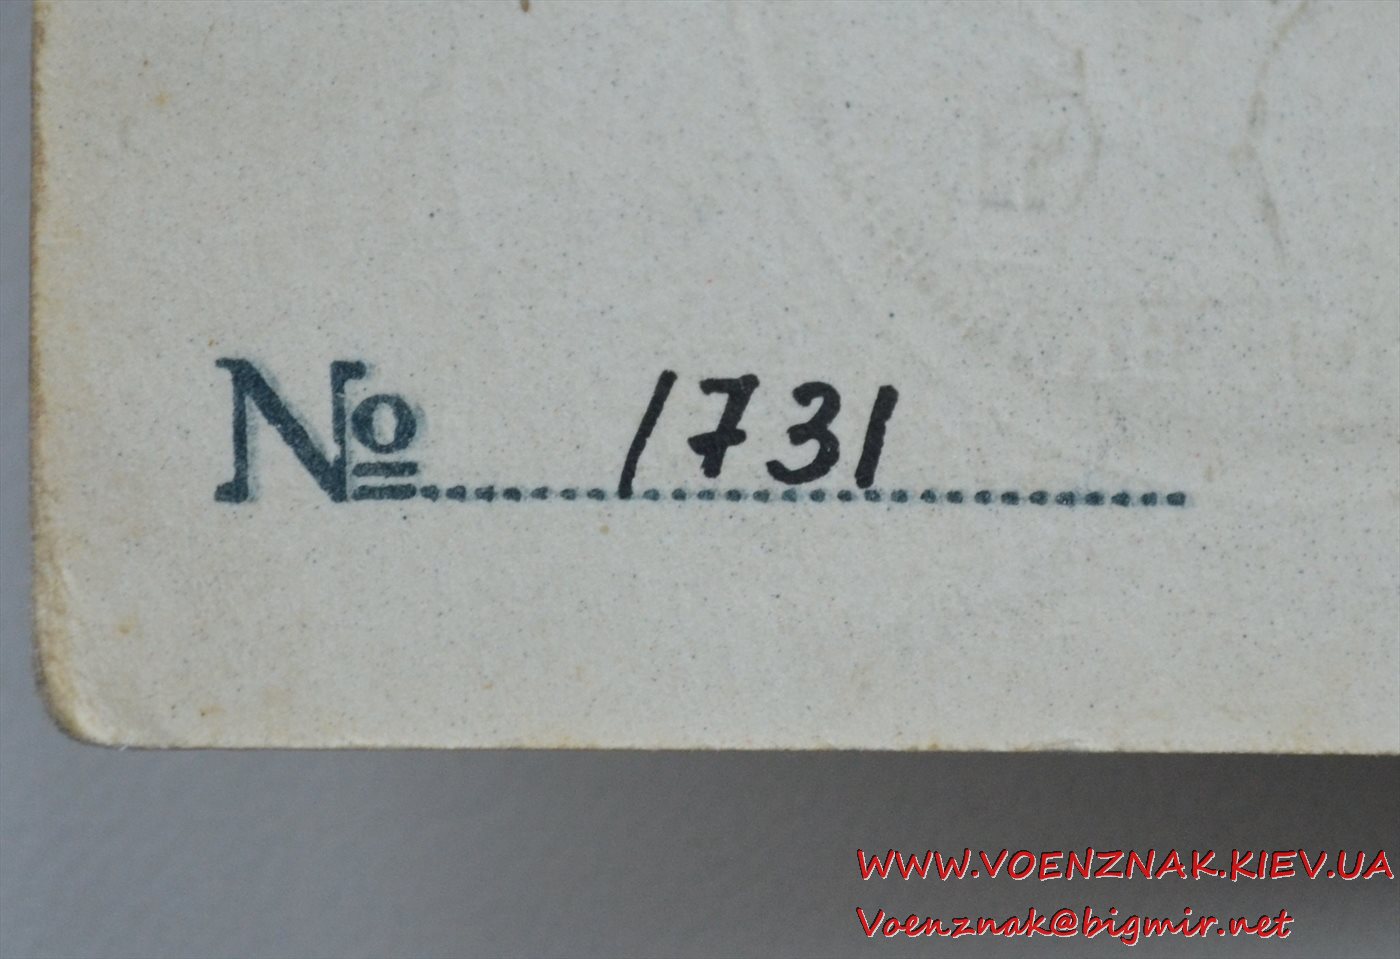 № 1731
WWW.VOENZNAK.KIEV.UA
Voenznak@bigmir.net